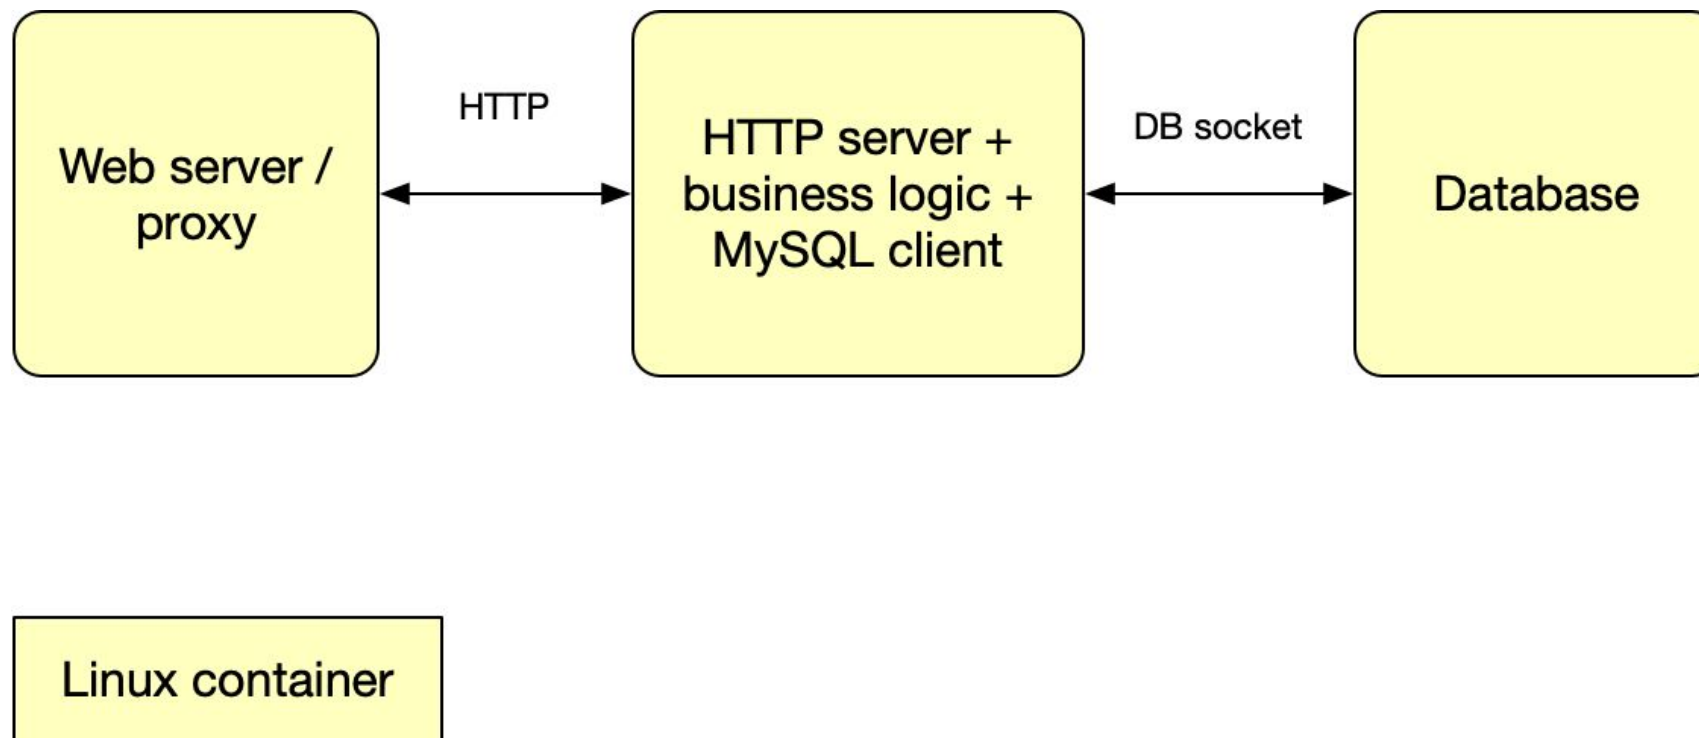 Web server /
proxy
HTTP
HTTP server +
business logic +
MySQL client
DB socket
Database
Linux container